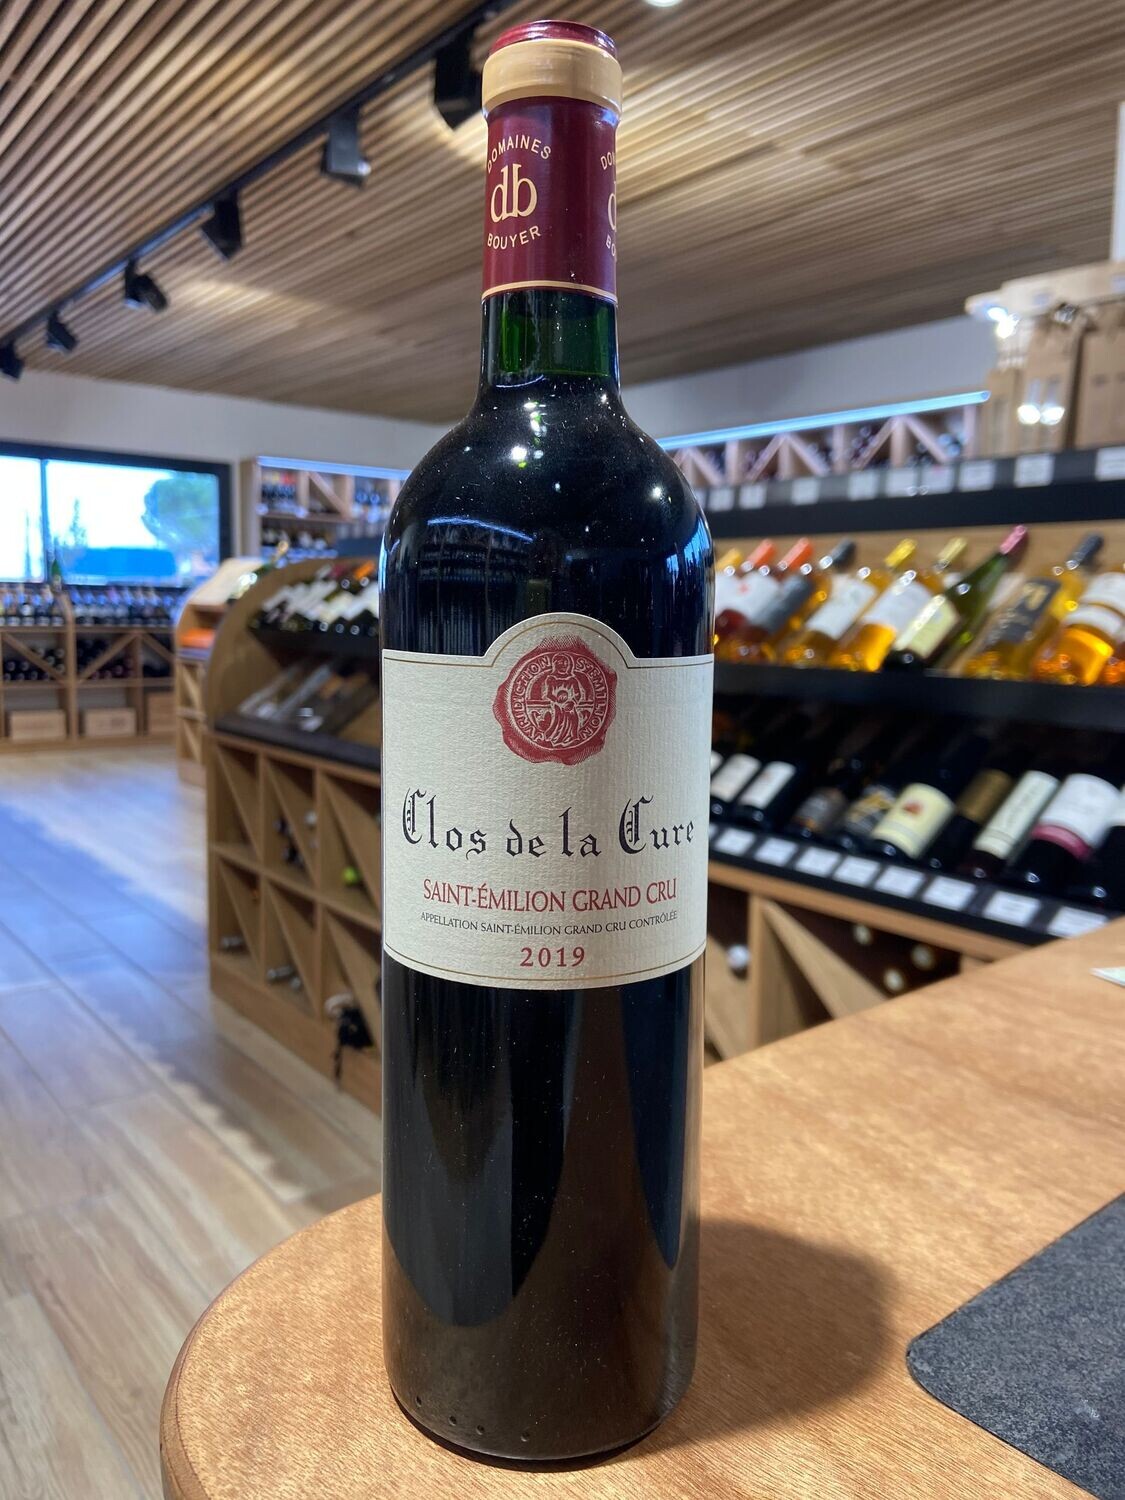 DOMAINES
db
BOUYER
Clos de la Cure
SAINT-ÉMILION GRAND CRU
APPELLATION SAINT-ÉMILION GRAND CRU CONTRÔLÉE
2019